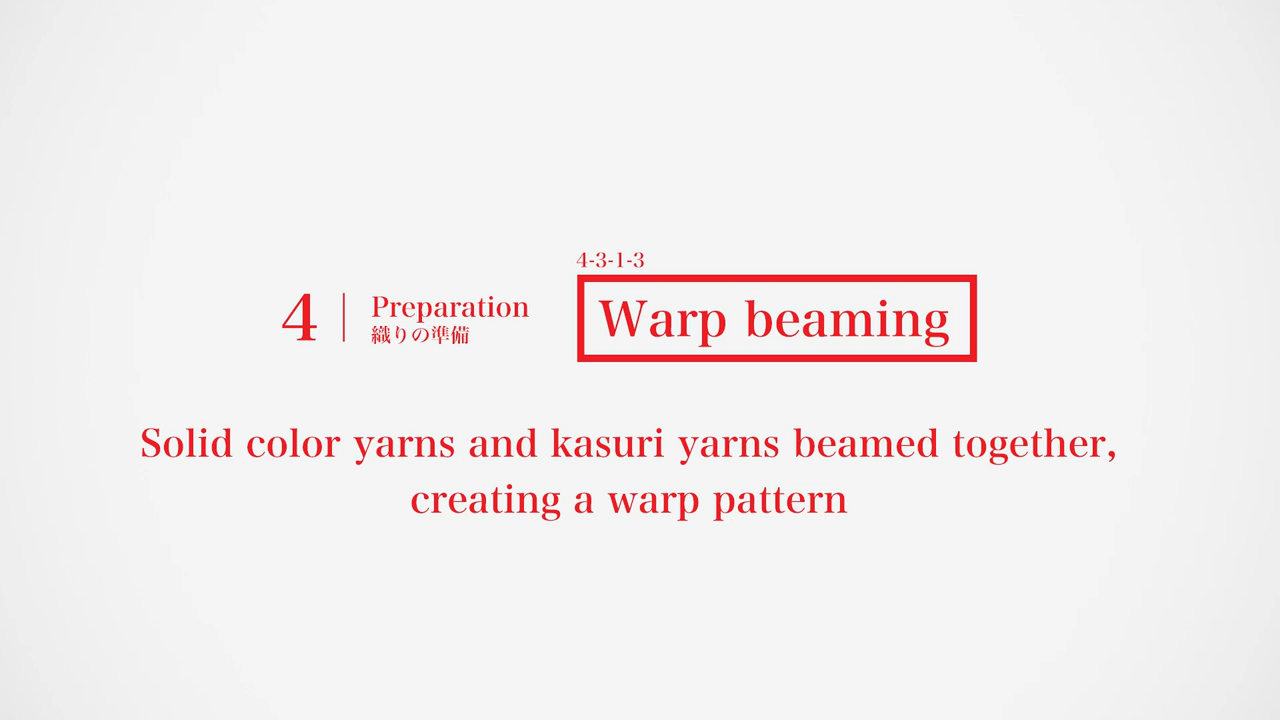 4
Preparation
織りの準備
4-3-1-3
Warp beaming
Solid color yarns and kasuri yarns beamed together,
creating a warp pattern